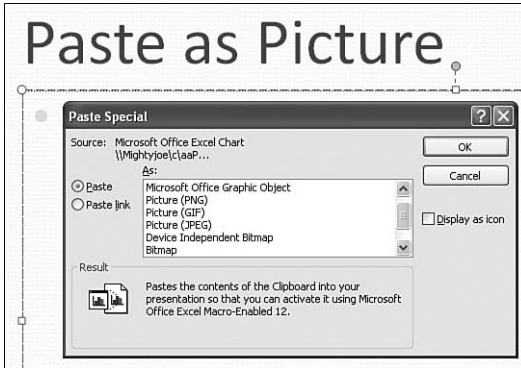 Paste as Picture
Paste Special
Source: Microsoft Office Excel Chart
\\Mightyjoe\c\aaP...
As:
Paste
Paste link
Microsoft Office Graphic Object
Picture (PNG)
Picture (GIF)
Picture (JPEG)
Device Independent Bitmap
Bitmap
OK
Cancel
Display as icon
Result
Pastes the contents of the Clipboard into your
presentation so that you can activate it using Microsoft
Office Excel Macro-Enabled 12.